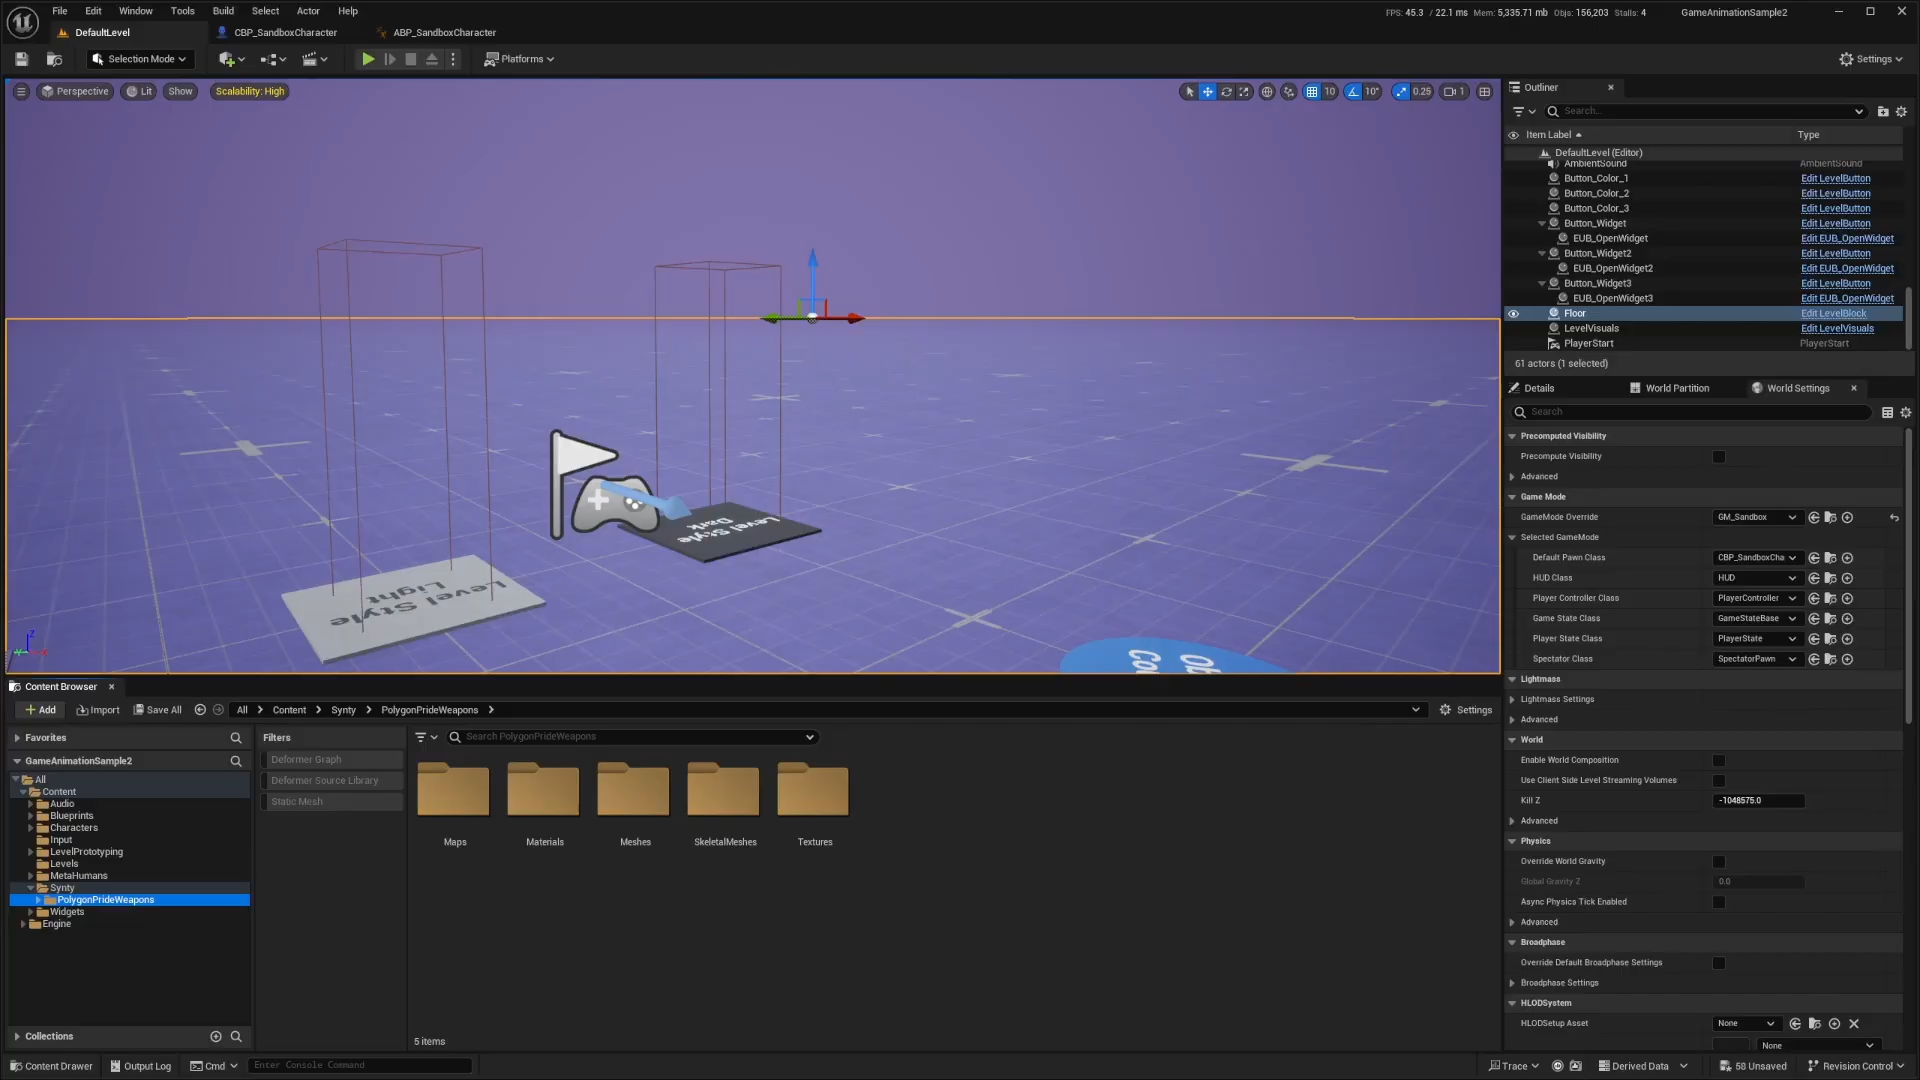 File Edit Window Tools Build Select Actor Help
FPS: 45.3 / 22.1 ms Mem: 5,335.71 mb Objs: 156,203 Stalls: 4
GameAnimationSample2
DefaultLevel
CBP_SandboxCharacter
ABP_SandboxCharacter
Selection Mode
Platforms
Settings
Perspective
Lit
Show
Scalability: High
10
10°
0.25
1
Level Style
Dark
Level Style
Light
Outliner
Search...
Item Label
Type
DefaultLevel (Editor)
AmbientSound AmbientSound
Button_Color_1 Edit LevelButton
Button_Color_2 Edit LevelButton
Button_Color_3 Edit LevelButton
Button_Widget Edit LevelButton
EUB_OpenWidget Edit EUB_OpenWidget
Button_Widget2 Edit LevelButton
EUB_OpenWidget2 Edit EUB_OpenWidget
Button_Widget3 Edit LevelButton
EUB_OpenWidget3 Edit EUB_OpenWidget
Floor Edit LevelBlock
LevelVisuals Edit LevelVisuals
PlayerStart PlayerStart
61 actors (1 selected)
Details
World Partition
World Settings
Search
Precomputed Visibility
Precompute Visibility
Advanced
Game Mode
GameMode Override GM_Sandbox
Selected GameMode
Default Pawn Class CBP_SandboxCha
HUD Class HUD
Player Controller Class PlayerController
Game State Class GameStateBase
Player State Class PlayerState
Spectator Class SpectatorPawn
Lightmass
Lightmass Settings
Advanced
World
Enable World Composition
Use Client Side Level Streaming Volumes
Kill Z -1048575.0
Advanced
Physics
Override World Gravity
Global Gravity Z 0.0
Async Physics Tick Enabled
Advanced
Broadphase
Override Default Broadphase Settings
Broadphase Settings
HLODSystem
HLODSetup Asset None
None
Content Browser
Add
Import
Save All
All Content Synty PolygonPrideWeapons
Settings
Favorites
GameAnimationSample2
All
Content
Audio
Blueprints
Characters
Input
LevelPrototyping
Levels
MetaHumans
Synty
PolygonPrideWeapons
Widgets
Engine
Collections
Filters
Deformer Graph
Deformer Source Library
Static Mesh
Search PolygonPrideWeapons
Maps
Materials
Meshes
SkeletalMeshes
Textures
5 items
Content Drawer
Output Log
Cmd
Enter Console Command
Trace
Derived Data
58 Unsaved
Revision Control